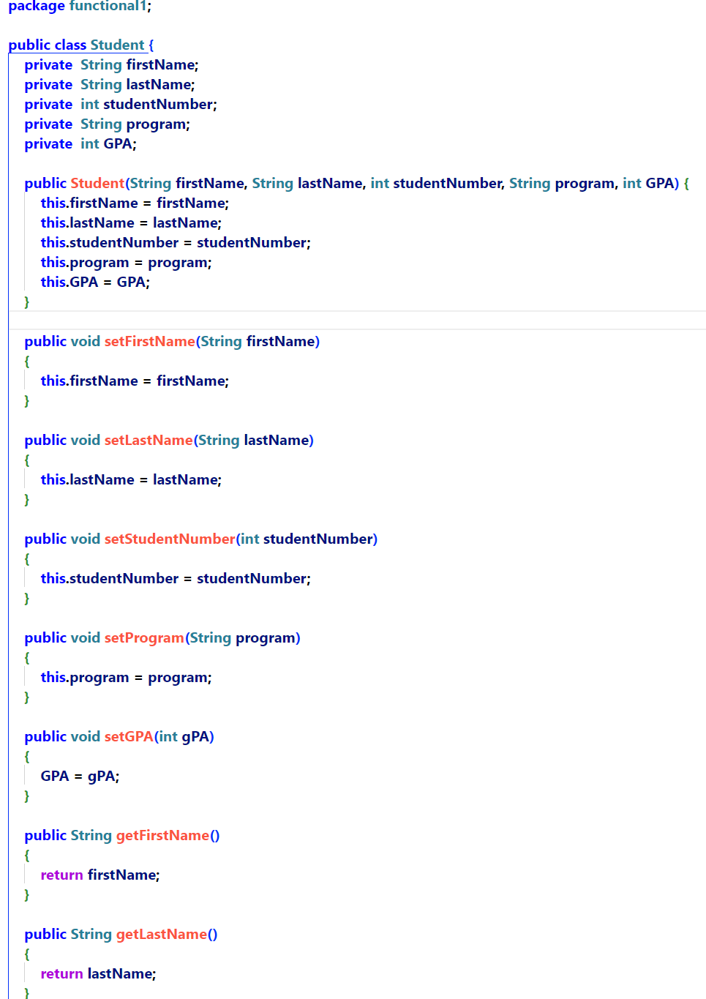 package functional1;
public class Student {
private  String firstName;
private  String lastName;
private  int studentNumber;
private  String program;
private  int GPA;
public Student(String firstName, String lastName, int studentNumber, String program, int GPA) {
this.firstName = firstName;
this.lastName = lastName;
this.studentNumber = studentNumber;
this.program = program;
this.GPA = GPA;
}
public void setFirstName(String firstName)
{
this.firstName = firstName;
}
public void setLastName(String lastName)
{
this.lastName = lastName;
}
public void setStudentNumber(int studentNumber)
{
this.studentNumber = studentNumber;
}
public void setProgram(String program)
{
this.program = program;
}
public void setGPA(int gPA)
{
GPA = gPA;
}
public String getFirstName()
{
return firstName;
}
public String getLastName()
{
return lastName;
}